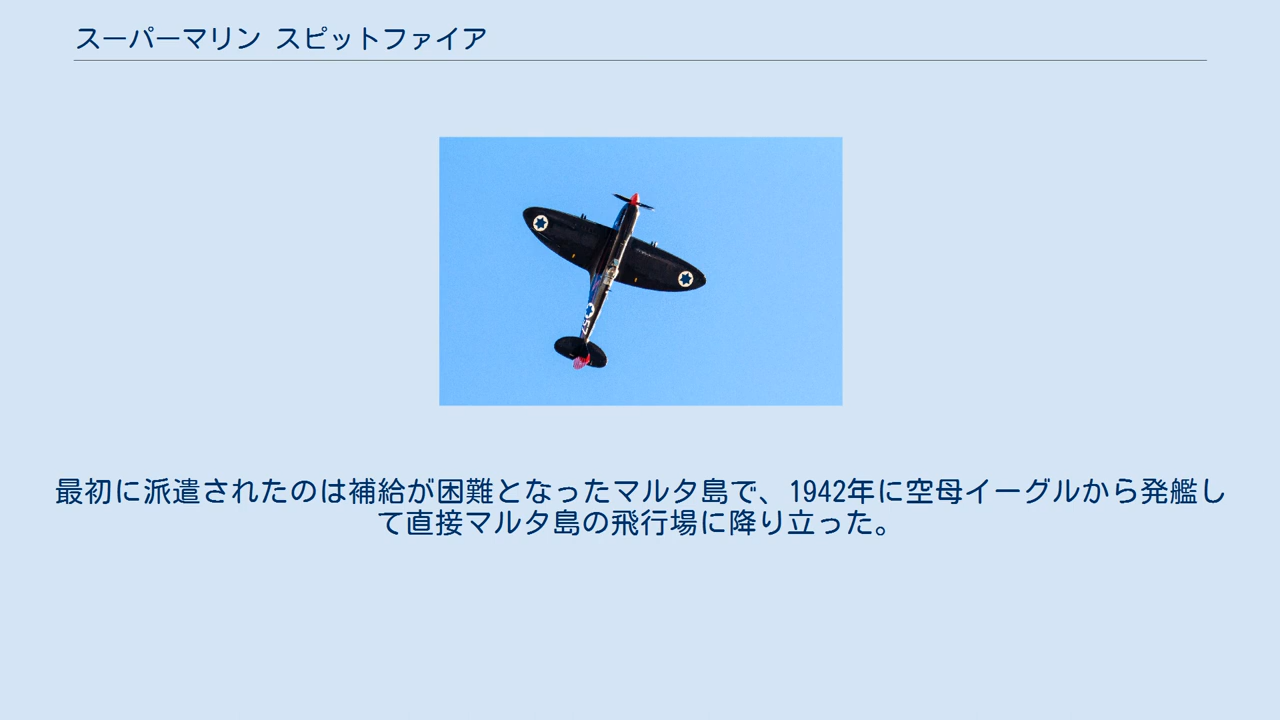 スーパーマリン スピットファイア
最初に派遣されたのは補給が困難となったマルタ島で、1942年に空母イーグルから発艦し
て直接マルタ島の飛行場に降り立った。